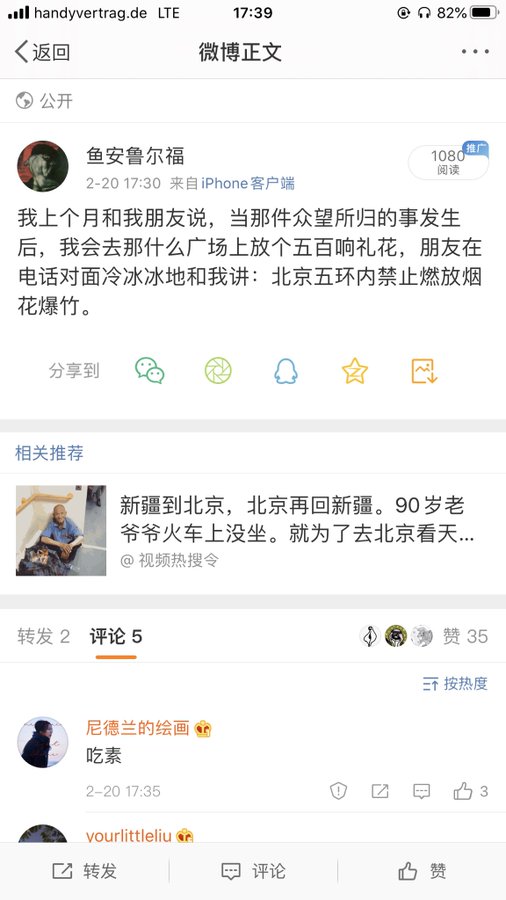 handyvertrag.de LTE 17:39 82%
返回 微博正文
公开
鱼安鲁尔福
2-20 17:30 来自iPhone客户端
1080 推广
阅读
我上个月和我朋友说，当那件众望所归的事发生
后，我会去那什么广场上放个五百响礼花，朋友在
电话对面冷冰冰地和我讲：北京五环内禁止燃放烟
花爆竹。
分享到
相关推荐
新疆到北京，北京再回新疆。90岁老
爷爷火车上没坐。就为了去北京看天...
@ 视频热搜令
转发 2 评论 5 赞 35
按热度
尼德兰的绘画
吃素
2-20 17:35 3
yourlittleliu
转发 评论 赞